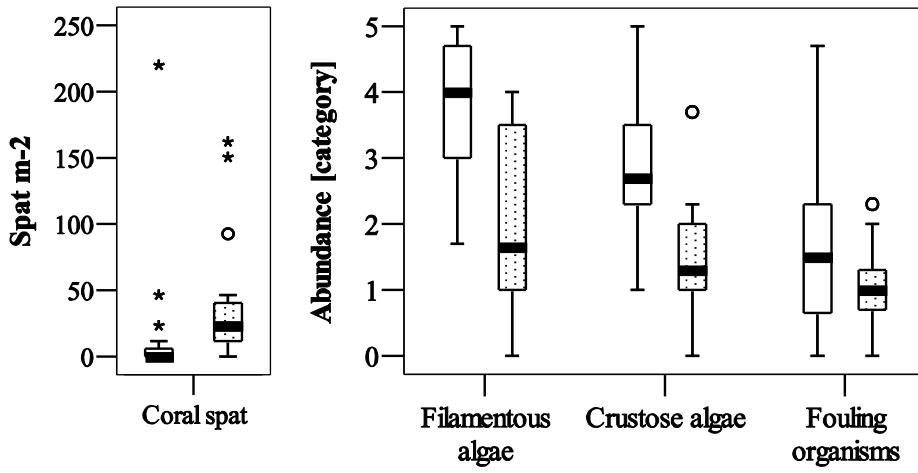 250
200
150
100
50
0
Spat m-2
Coral spat
5
4
3
2
1
0
Abundance [category]
Filamentous
algae
Crustose algae
Fouling
organisms